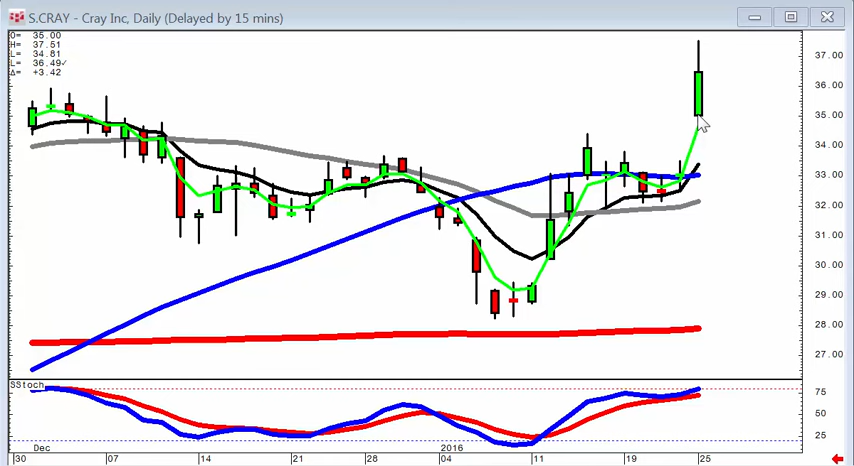 S.CRAY - Cray Inc, Daily (Delayed by 15 mins)
O= 35.00
H= 37.51
L= 34.81
L= 36.49✓
Δ= +3.42
37.00
36.00
35.00
34.00
33.00
32.00
31.00
30.00
29.00
28.00
27.00
SStoch
75
50
25
Dec 2016
30 07 14 21 28 04 11 19 25